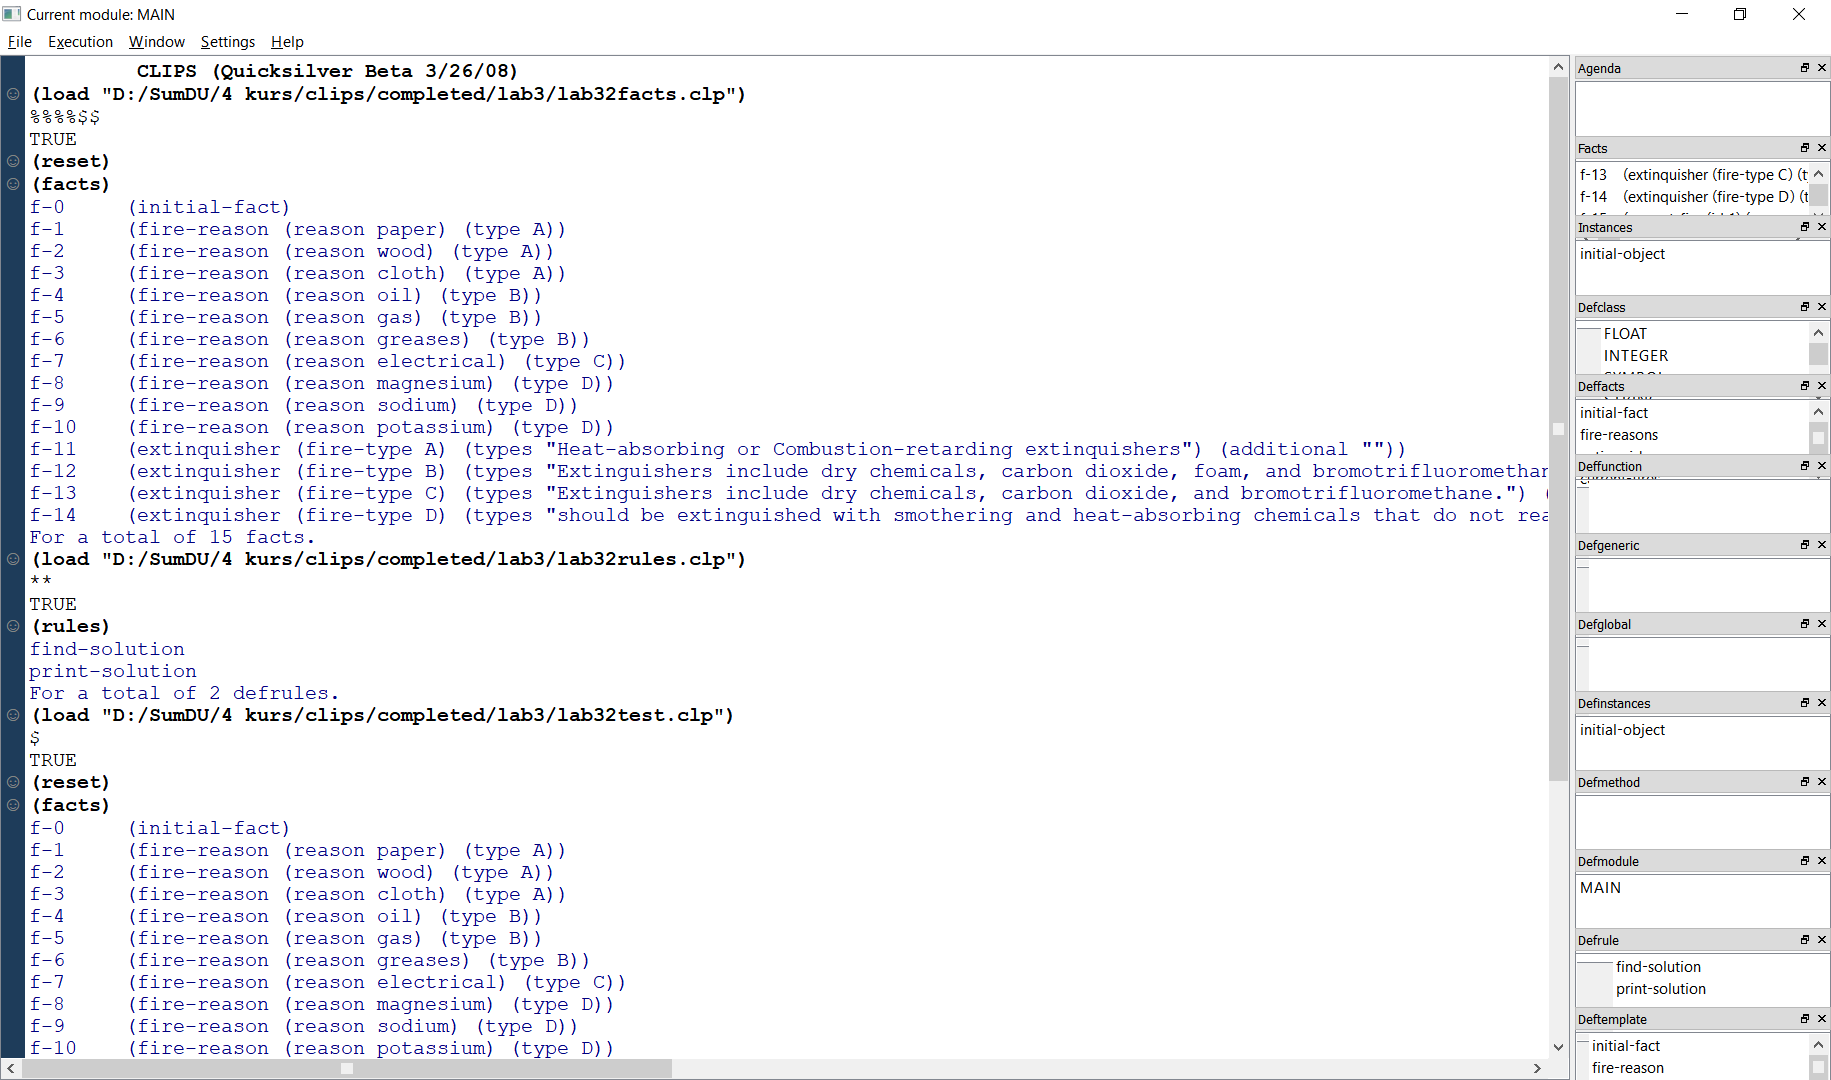 Current module: MAIN
File Execution Window Settings Help
CLIPS (Quicksilver Beta 3/26/08)
(load "D:/SumDU/4 kurs/clips/completed/lab3/lab32facts.clp")
%%%%$$
TRUE
(reset)
(facts)
f-0 (initial-fact)
f-1 (fire-reason (reason paper) (type A))
f-2 (fire-reason (reason wood) (type A))
f-3 (fire-reason (reason cloth) (type A))
f-4 (fire-reason (reason oil) (type B))
f-5 (fire-reason (reason gas) (type B))
f-6 (fire-reason (reason greases) (type B))
f-7 (fire-reason (reason electrical) (type C))
f-8 (fire-reason (reason magnesium) (type D))
f-9 (fire-reason (reason sodium) (type D))
f-10 (fire-reason (reason potassium) (type D))
f-11 (extinquisher (fire-type A) (types "Heat-absorbing or Combustion-retarding extinquishers") (additional ""))
f-12 (extinquisher (fire-type B) (types "Extinguishers include dry chemicals, carbon dioxide, foam, and bromotrifluoromethan
f-13 (extinquisher (fire-type C) (types "Extinguishers include dry chemicals, carbon dioxide, and bromotrifluoromethane.") (
f-14 (extinquisher (fire-type D) (types "should be extinguished with smothering and heat-absorbing chemicals that do not rea
For a total of 15 facts.
(load "D:/SumDU/4 kurs/clips/completed/lab3/lab32rules.clp")
**
TRUE
(rules)
find-solution
print-solution
For a total of 2 defrules.
(load "D:/SumDU/4 kurs/clips/completed/lab3/lab32test.clp")
$
TRUE
(reset)
(facts)
f-0 (initial-fact)
f-1 (fire-reason (reason paper) (type A))
f-2 (fire-reason (reason wood) (type A))
f-3 (fire-reason (reason cloth) (type A))
f-4 (fire-reason (reason oil) (type B))
f-5 (fire-reason (reason gas) (type B))
f-6 (fire-reason (reason greases) (type B))
f-7 (fire-reason (reason electrical) (type C))
f-8 (fire-reason (reason magnesium) (type D))
f-9 (fire-reason (reason sodium) (type D))
f-10 (fire-reason (reason potassium) (type D))
Agenda
Facts
f-13 (extinquisher (fire-type C) (t
f-14 (extinquisher (fire-type D) (t
Instances
initial-object
Defclass
FLOAT
INTEGER
Deffacts
initial-fact
fire-reasons
Deffunction
Defgeneric
Defglobal
Definstances
initial-object
Defmethod
Defmodule
MAIN
Defrule
find-solution
print-solution
Deftemplate
initial-fact
fire-reason